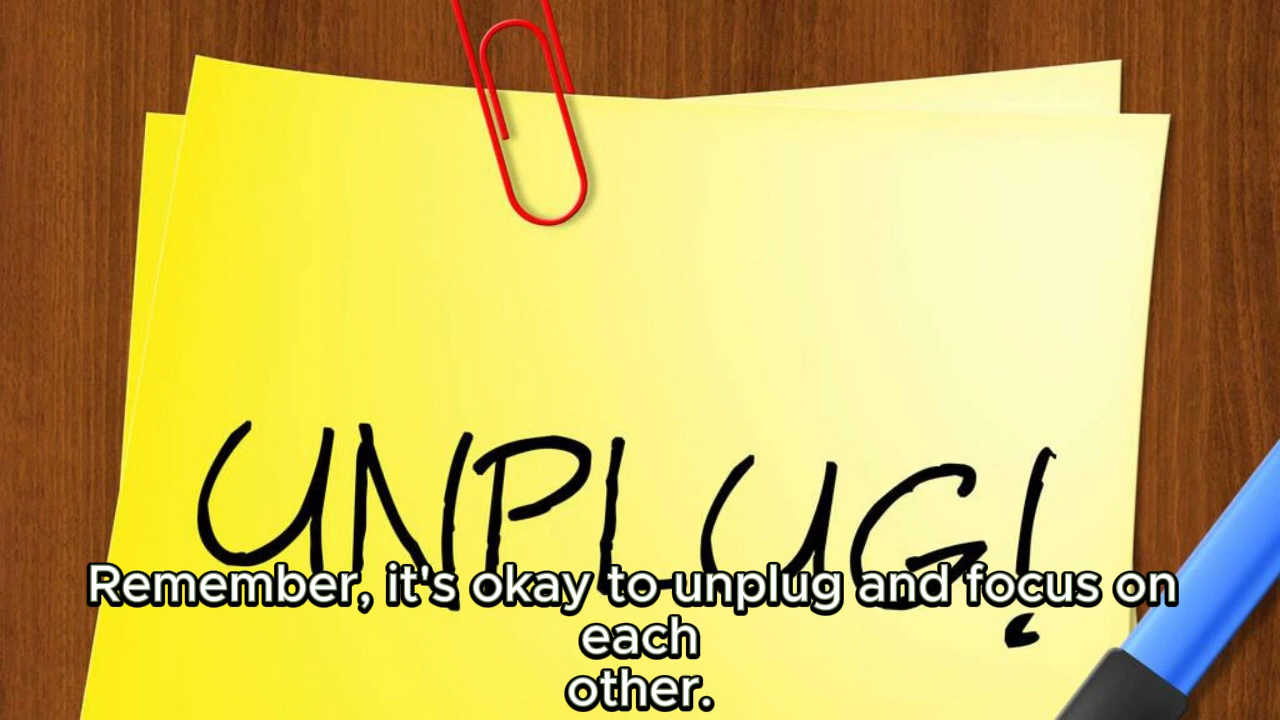 UNPLUG!
Remember, it's okay to unplug and focus on
each
other.